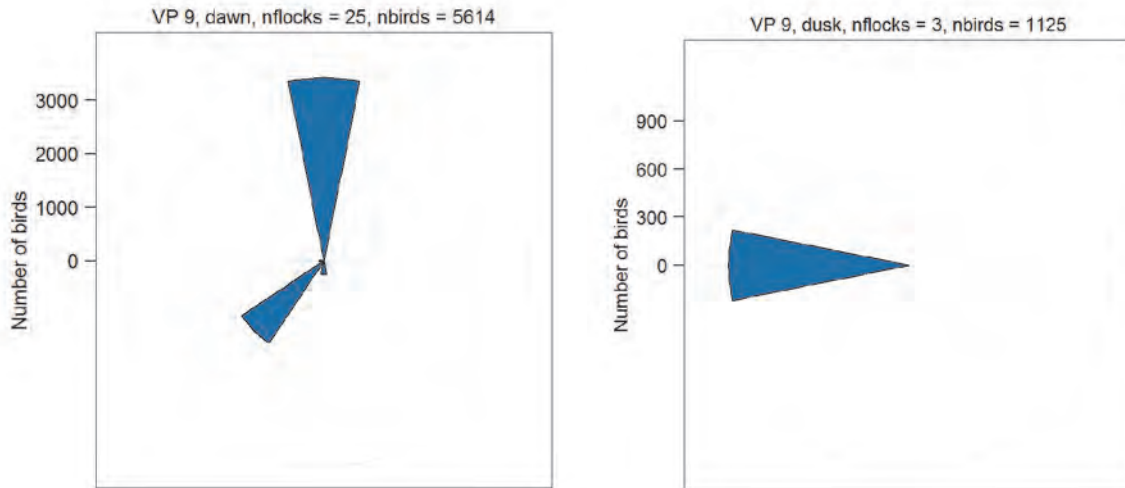 VP 9, dawn, nflocks = 25, nbirds = 5614
Number of birds
3000
2000
1000
0
VP 9, dusk, nflocks = 3, nbirds = 1125
Number of birds
900
600
300
0